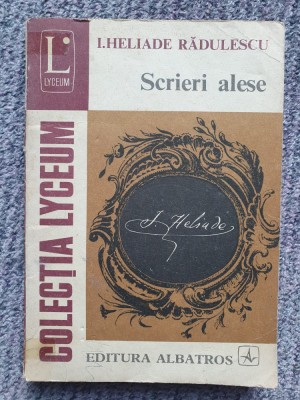 L
LYCEUM
I.HELIADE RĂDULESCU
Scrieri alese
COLECȚIA LYCEUM
I. Heliade
EDITURA ALBATROS